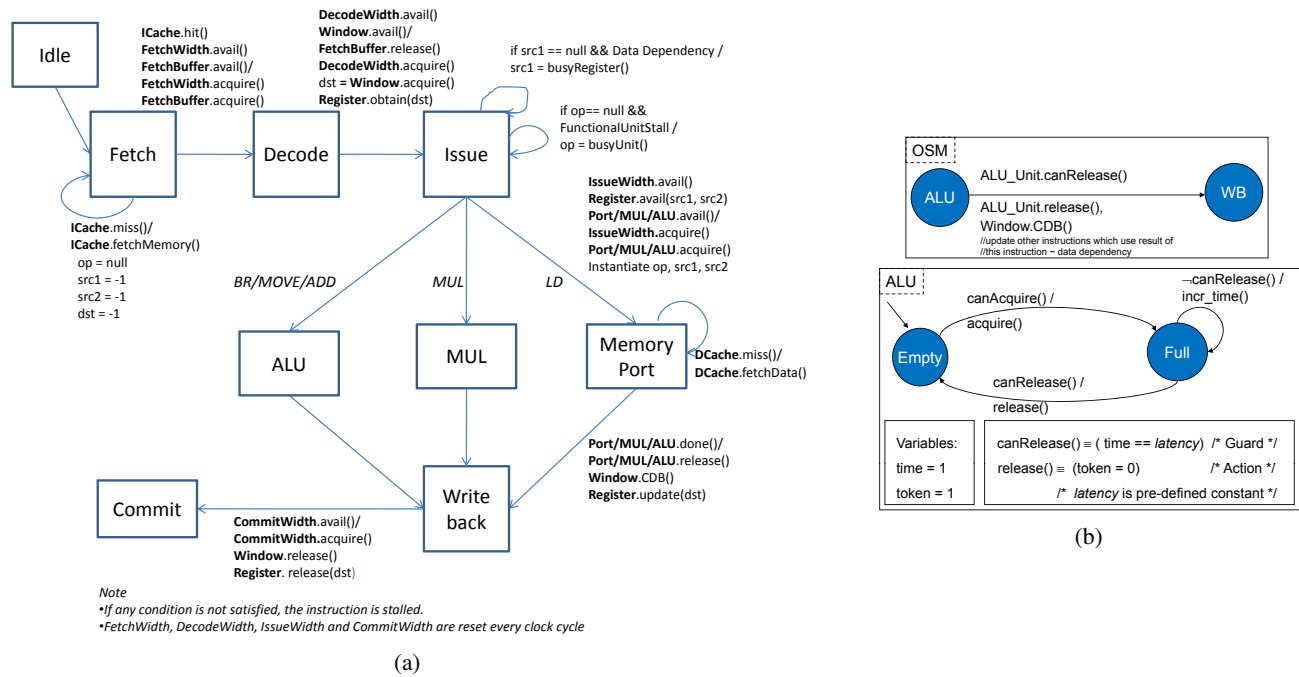 Idle
ICache.hit()
FetchWidth.avail()
FetchBuffer.avail()/
FetchWidth.acquire()
FetchBuffer.acquire()
DecodeWidth.avail()
Window.avail()/
FetchBuffer.release()
DecodeWidth.acquire()
dst = Window.acquire()
Register.obtain(dst)
if src1 == null && Data Dependency /
src1 = busyRegister()
if op== null &&
FunctionalUnitStall /
op = busyUnit()
Fetch
Decode
Issue
ICache.miss()/
ICache.fetchMemory()
op = null
src1 = -1
src2 = -1
dst = -1
IssueWidth.avail()
Register.avail(src1, src2)
Port/MUL/ALU.avail()/
IssueWidth.acquire()
Port/MUL/ALU.acquire()
Instantiate op, src1, src2
BR/MOVE/ADD
MUL
LD
ALU
MUL
Memory
Port
DCache.miss()/
DCache.fetchData()
Port/MUL/ALU.done()/
Port/MUL/ALU.release()
Window.CDB()
Register.update(dst)
Commit
Write
back
CommitWidth.avail()/
CommitWidth.acquire()
Window.release()
Register. release(dst)
Note
•If any condition is not satisfied, the instruction is stalled.
•FetchWidth, DecodeWidth, IssueWidth and CommitWidth are reset every clock cycle
(a)
OSM
ALU
ALU_Unit.canRelease()
WB
ALU_Unit.release(),
Window.CDB()
//update other instructions which use result of
//this instruction ~ data dependency
ALU
canAcquire() /
acquire()
¬canRelease() /
incr_time()
Empty
Full
canRelease() /
release()
Variables:
time = 1
token = 1
canRelease() ≡ ( time == latency) /* Guard */
release() ≡ (token = 0) /* Action */
/* latency is pre-defined constant */
(b)